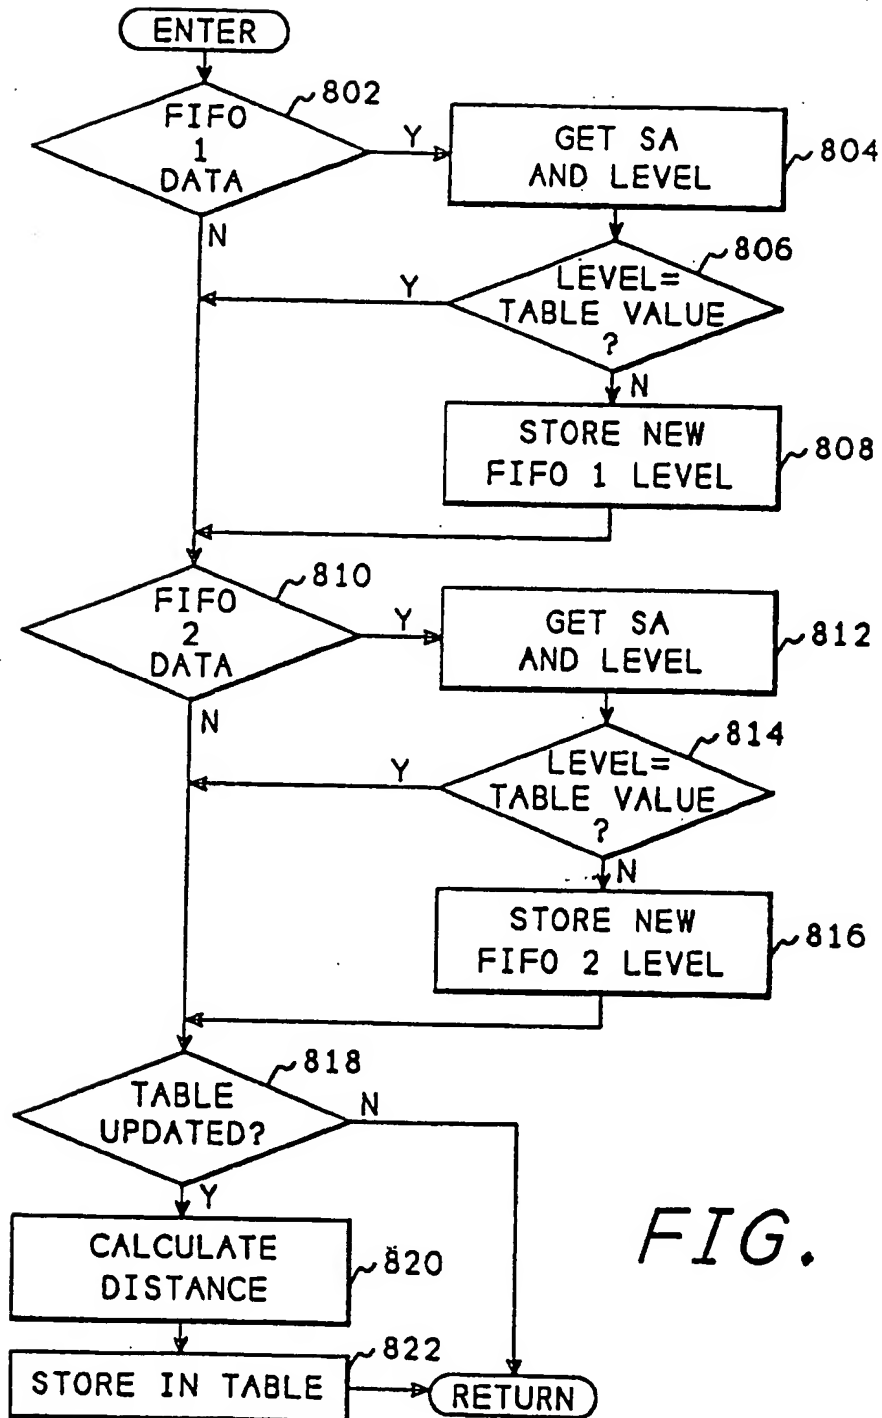 ENTER
802
FIFO
1
DATA
Y
GET SA
AND LEVEL
804
N
806
Y
LEVEL=
TABLE VALUE
?
N
STORE NEW
FIFO 1 LEVEL
808
810
FIFO
2
DATA
Y
GET SA
AND LEVEL
812
N
814
Y
LEVEL=
TABLE VALUE
?
N
STORE NEW
FIFO 2 LEVEL
816
818
TABLE
UPDATED?
N
Y
CALCULATE
DISTANCE
820
FIG.
822
STORE IN TABLE
RETURN